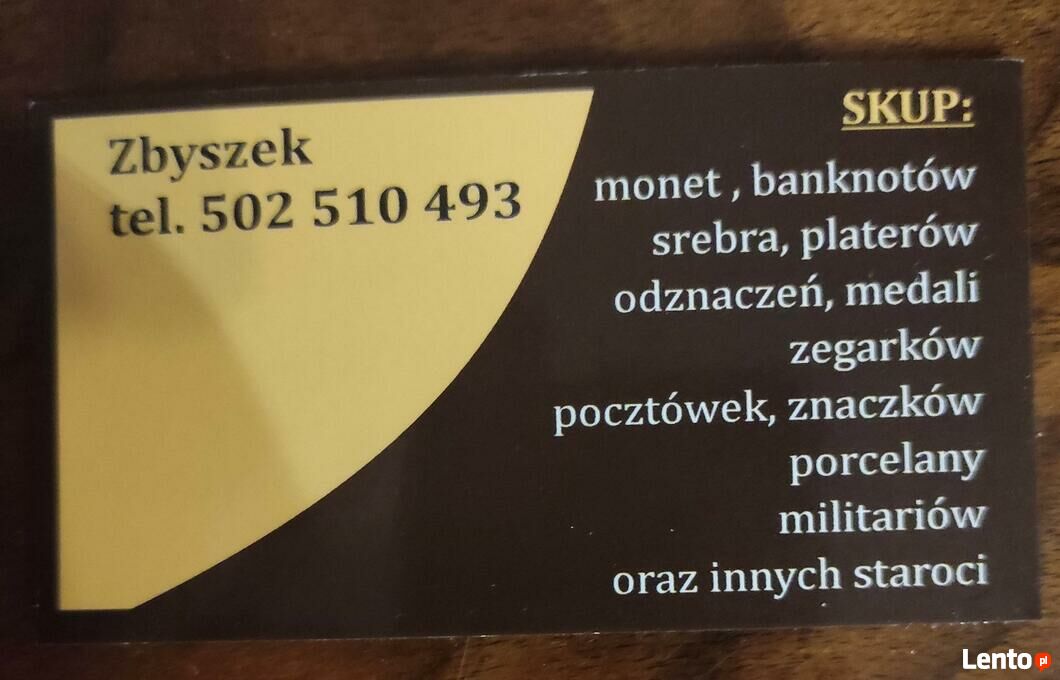 Zbyszek
tel. 502 510 493
SKUP:
monet , banknotów
srebra, platerów
odznaczeń, medali
zegarków
pocztówek, znaczków
porcelany
militariów
oraz innych staroci
Lento pl